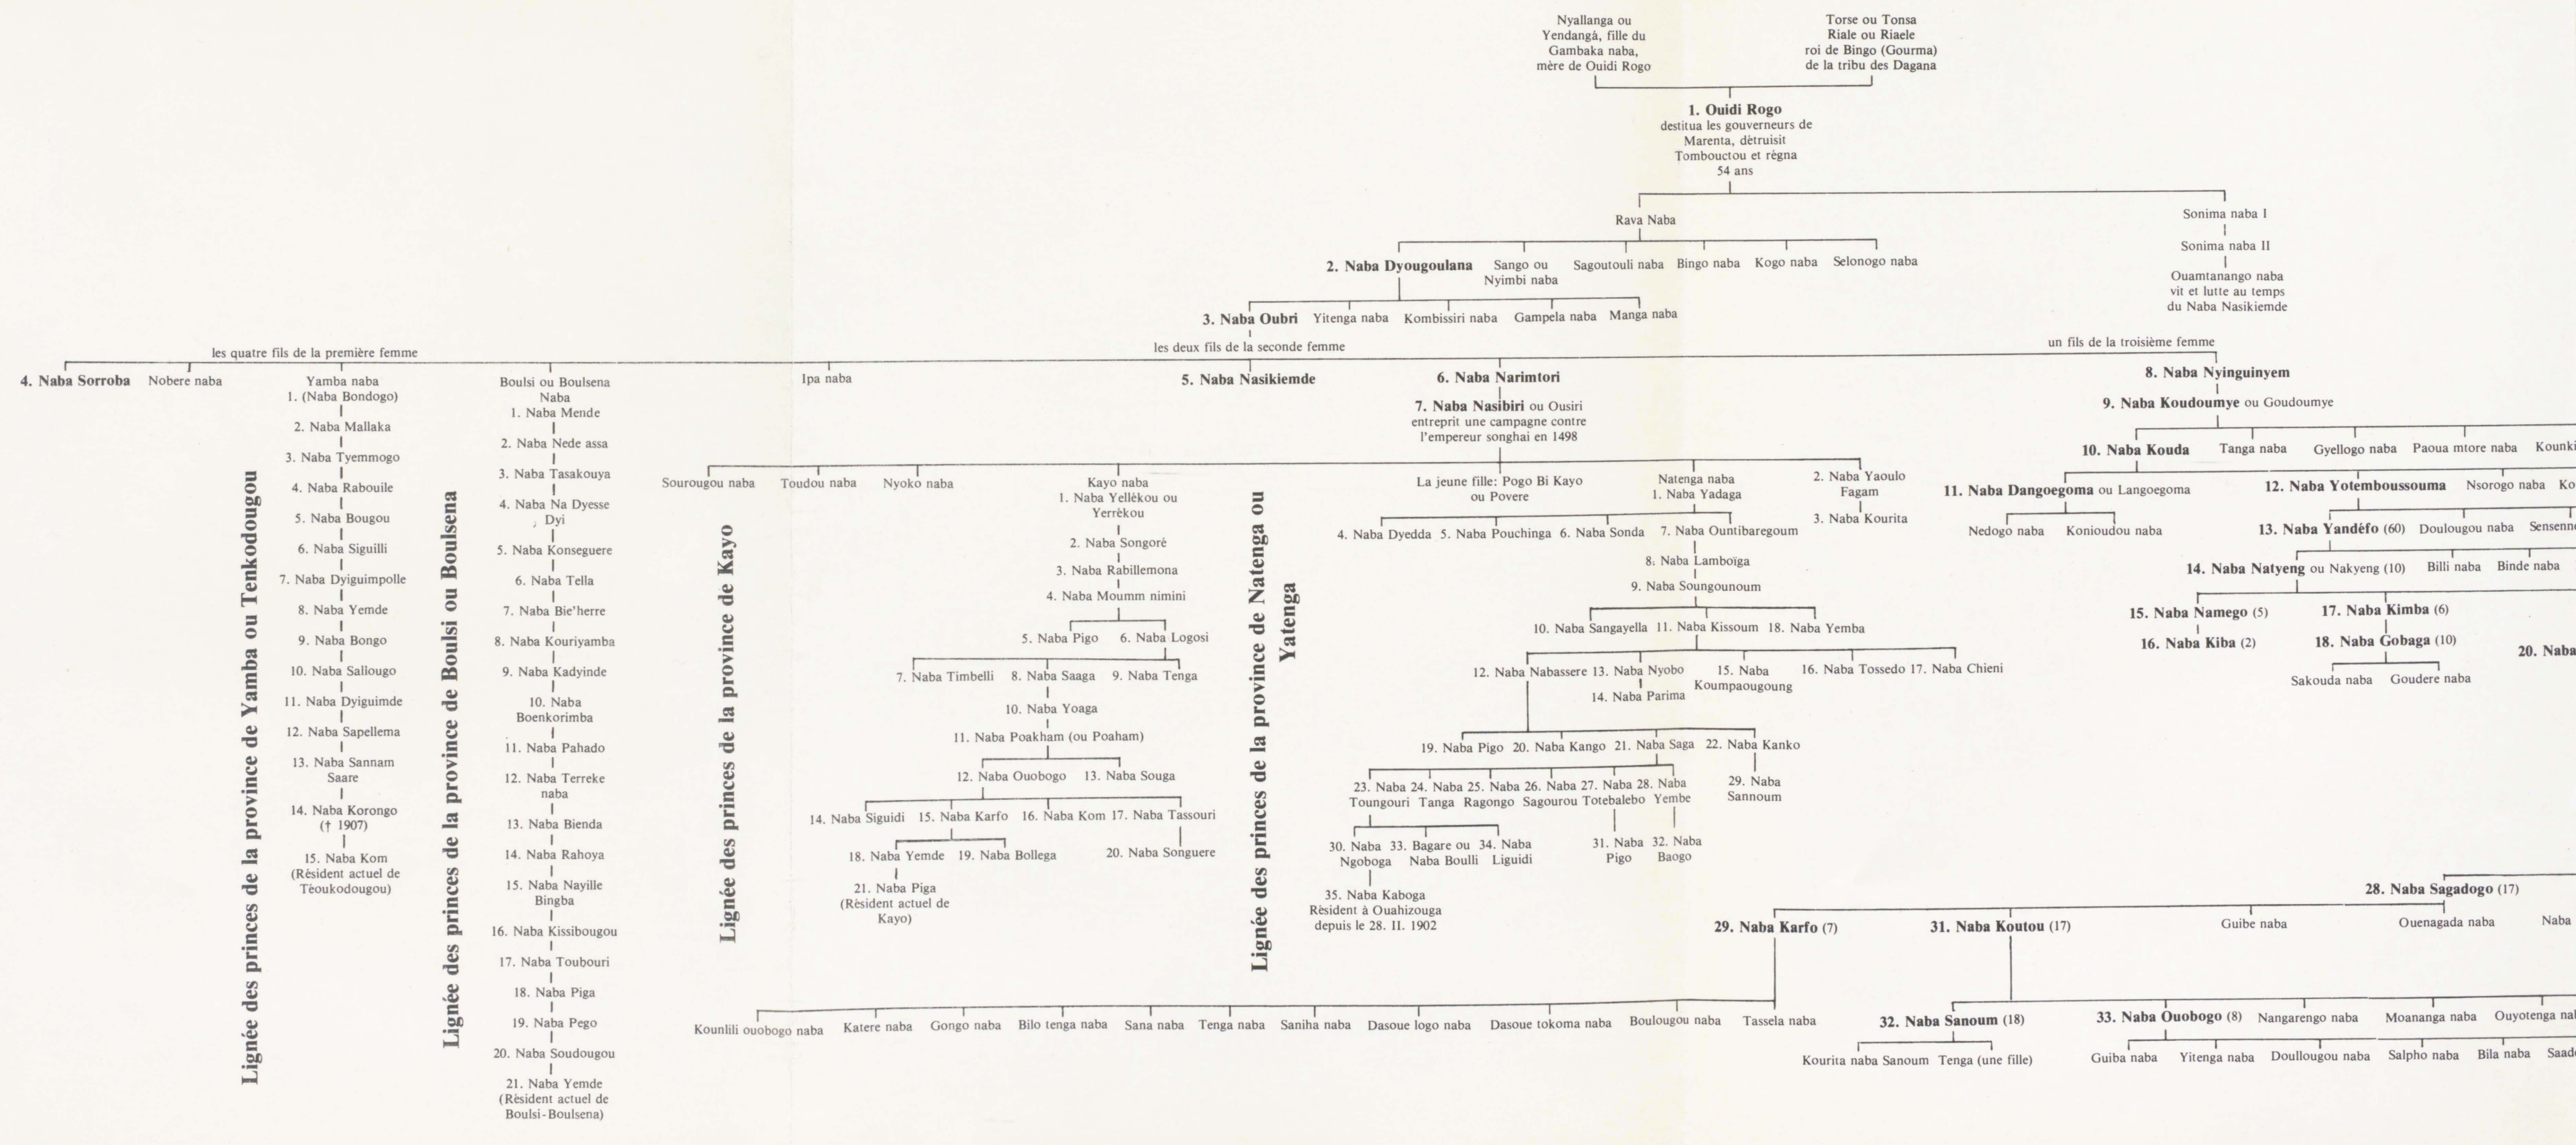 Nyallanga ou
Yendangá, fille du
Gambaka naba,
mère de Ouidi Rogo
Torse ou Tonsa
Riale ou Riaele
roi de Bingo (Gourma)
de la tribu des Dagana
1. Ouidi Rogo
destitua les gouverneurs de
Marenta, détruisit
Tombouctou et régna
54 ans
Rava Naba
Sonima naba I
Sonima naba II
Ouamtanango naba
vit et lutte au temps
du Naba Nasikiemde
2. Naba Dyougoulana
Sango ou
Nyimbi naba
Sagoutouli naba
Bingo naba
Kogo naba
Selonogo naba
3. Naba Oubri
Yitenga naba
Kombissiri naba
Gampela naba
Manga naba
les quatre fils de la première femme
les deux fils de la seconde femme
un fils de la troisième femme
4. Naba Sorroba
Nobere naba
Yamba naba
1. (Naba Bondogo)
2. Naba Mallaka
3. Naba Tyemmogo
4. Naba Rabouile
5. Naba Bougou
6. Naba Siguilli
7. Naba Dyiguimpolle
8. Naba Yemde
9. Naba Bongo
10. Naba Sallougo
11. Naba Dyiguimde
12. Naba Sapellema
13. Naba Sannam
Saare
14. Naba Korongo
(† 1907)
15. Naba Kom
(Résident actuel de
Téoukodougou)
Lignée des princes de la province de Yamba ou Tenkodougou
Boulsi ou Boulsena
Naba
1. Naba Mende
2. Naba Nede assa
3. Naba Tasakouya
4. Naba Na Dyesse
Dyi
5. Naba Konseguere
6. Naba Tella
7. Naba Bie'herre
8. Naba Kouriyamba
9. Naba Kadyinde
10. Naba
Boenkorimba
11. Naba Pahado
12. Naba Terreke
naba
13. Naba Bienda
14. Naba Rahoya
15. Naba Nayille
Bingba
16. Naba Kissibougou
17. Naba Toubouri
18. Naba Piga
19. Naba Pego
20. Naba Soudougou
21. Naba Yemde
(Résident actuel de
Boulsi-Boulsena)
Lignée des princes de la province de Boulsi ou Boulsena
Ipa naba
5. Naba Nasikiemde
6. Naba Narimtori
7. Naba Nasibiri ou Ousiri
entreprit une campagne contre
l'empereur songhai en 1498
Sourougou naba
Toudou naba
Nyoko naba
Kayo naba
1. Naba Yellèkou ou
Yerrèkou
2. Naba Songoré
3. Naba Rabillemona
4. Naba Moumm nimini
5. Naba Pigo
6. Naba Logosi
7. Naba Timbelli
8. Naba Saaga
9. Naba Tenga
10. Naba Yoaga
11. Naba Poakham (ou Poaham)
12. Naba Ouobogo
13. Naba Souga
14. Naba Siguidi
15. Naba Karfo
16. Naba Kom
17. Naba Tassouri
18. Naba Yemde
19. Naba Bollega
20. Naba Songuere
21. Naba Piga
(Résident actuel de
Kayo)
Lignée des princes de la province de Kayo
La jeune fille: Pogo Bi Kayo
ou Povere
Natenga naba
1. Naba Yadaga
2. Naba Yaoulo
Fagam
3. Naba Kourita
4. Naba Dyedda
5. Naba Pouchinga
6. Naba Sonda
7. Naba Ountibaregoum
8. Naba Lamboïga
9. Naba Soungounoum
10. Naba Sangayella
11. Naba Kissoum
18. Naba Yemba
12. Naba Nabassere
13. Naba Nyobo
15. Naba
Koumpaougoung
16. Naba Tossedo
17. Naba Chieni
14. Naba Parima
19. Naba Pigo
20. Naba Kango
21. Naba Saga
22. Naba Kanko
23. Naba
Toungouri
24. Naba
Tanga
25. Naba
Ragongo
26. Naba
Sagourou
27. Naba
Totebalebo
28. Naba
Yembe
29. Naba
Sannoum
30. Naba
Ngoboga
33. Bagare ou
Naba Boulli
34. Naba
Liguidi
31. Naba
Pigo
32. Naba
Baogo
35. Naba Kaboga
Résident à Ouahizouga
depuis le 28. II. 1902
Lignée des princes de la province de Natenga ou
Yatenga
8. Naba Nyinguinyem
9. Naba Koudoumye ou Goudoumye
10. Naba Kouda
Tanga naba
Gyellogo naba
Paoua mtore naba
Kounki
11. Naba Dangoegoma ou Langoegoma
12. Naba Yotemboussouma
Nsorogo naba
Ko
Nedogo naba
Konioudou naba
13. Naba Yandéfo (60)
Doulougou naba
Sensenn
14. Naba Natyeng ou Nakyeng (10)
Billi naba
Binde naba
15. Naba Namego (5)
17. Naba Kimba (6)
16. Naba Kiba (2)
18. Naba Gobaga (10)
20. Naba
Sakouda naba
Goudere naba
28. Naba Sagadogo (17)
29. Naba Karfo (7)
31. Naba Koutou (17)
Guibe naba
Ouenagada naba
Naba
Kounlili ouobogo naba
Katere naba
Gongo naba
Bilo tenga naba
Sana naba
Tenga naba
Saniha naba
Dasoue logo naba
Dasoue tokoma naba
Boulougou naba
Tassela naba
32. Naba Sanoum (18)
33. Naba Ouobogo (8)
Nangarengo naba
Moananga naba
Ouyotenga na
Kourita naba Sanoum
Tenga (une fille)
Guiba naba
Yitenga naba
Doullougou naba
Salpho naba
Bila naba
Saad